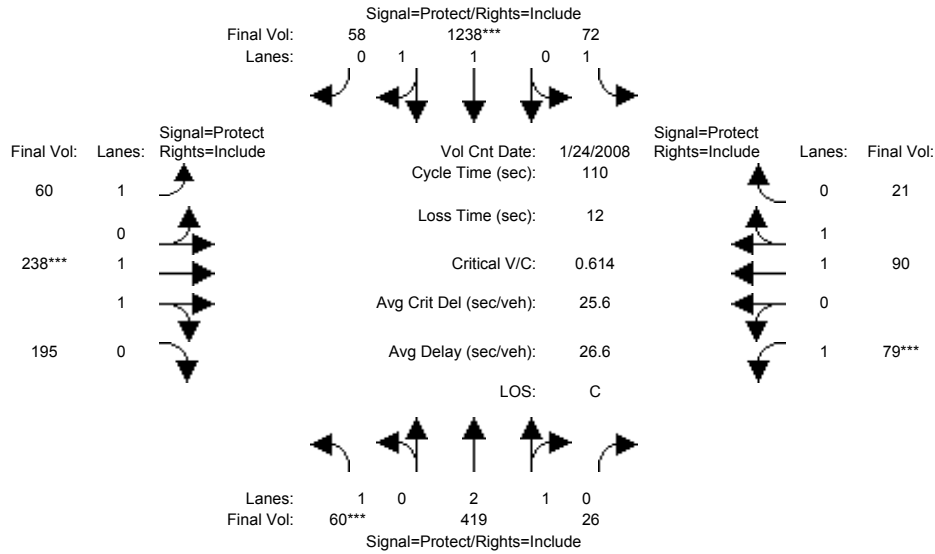 Signal=Protect/Rights=Include
Final Vol: 58 1238*** 72
Lanes: 0 1 1 0 1
Signal=Protect Signal=Protect
Final Vol: Lanes: Rights=Include Vol Cnt Date: 1/24/2008 Rights=Include Lanes: Final Vol:
Cycle Time (sec): 110
60 1 0 21
Loss Time (sec): 12
0 1
238*** 1 Critical V/C: 0.614 1 90
1 Avg Crit Del (sec/veh): 25.6 0
195 0 Avg Delay (sec/veh): 26.6 1 79***
LOS: C
Lanes: 1 0 2 1 0
Final Vol: 60*** 419 26
Signal=Protect/Rights=Include